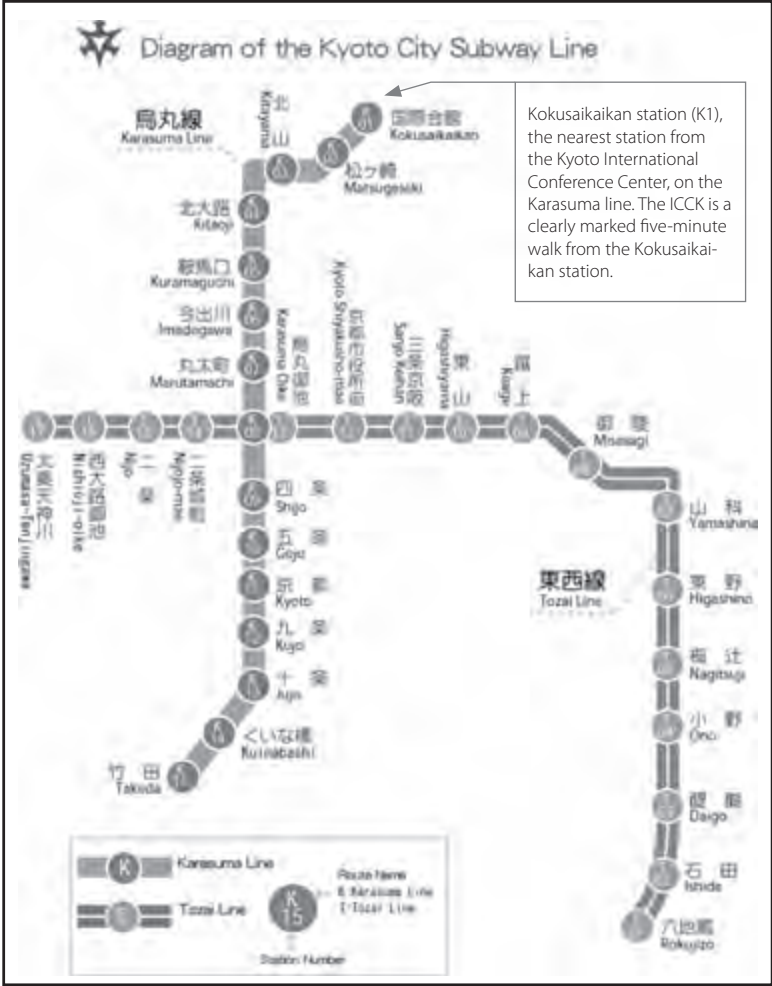 Diagram of the Kyoto City Subway Line
Kokusaikaikan station (K1),
the nearest station from
the Kyoto International
Conference Center, on the
Karasuma line. The ICCK is a
clearly marked five-minute
walk from the Kokusaikai-
kan station.
烏丸線
Karasuma Line
北山
Kitayama
国際会館
Kokusaikaikan
松ヶ崎
Matsugasaki
北大路
Kitaoji
鞍馬口
Kuramaguchi
今出川
Imadegawa
丸太町
Marutamachi
烏丸御池
Karasuma Oike
京都市役所前
Kyoto Shiyakusho-mae
三条京阪
Sanjo Keihan
東山
Higashiyama
蹴上
Keage
御陵
Misasagi
太秦天神川
Uzumasa-Tenjingawa
西大路御池
Nishioji-oike
二条
Nijo
二条城前
Nijojo-mae
四条
Shijo
五条
Gojo
京都
Kyoto
九条
Kujo
十条
Jujo
くいな橋
Kuinabashi
竹田
Takeda
山科
Yamashina
東西線
Tozai Line
東野
Higashino
椥辻
Nagitsuji
小野
Ono
醍醐
Daigo
石田
Ishida
六地蔵
Rokujizo
K
Karasuma Line
Tozai Line
K
15
Route Name
K:Karasuma Line
T:Tozai Line
Station Number